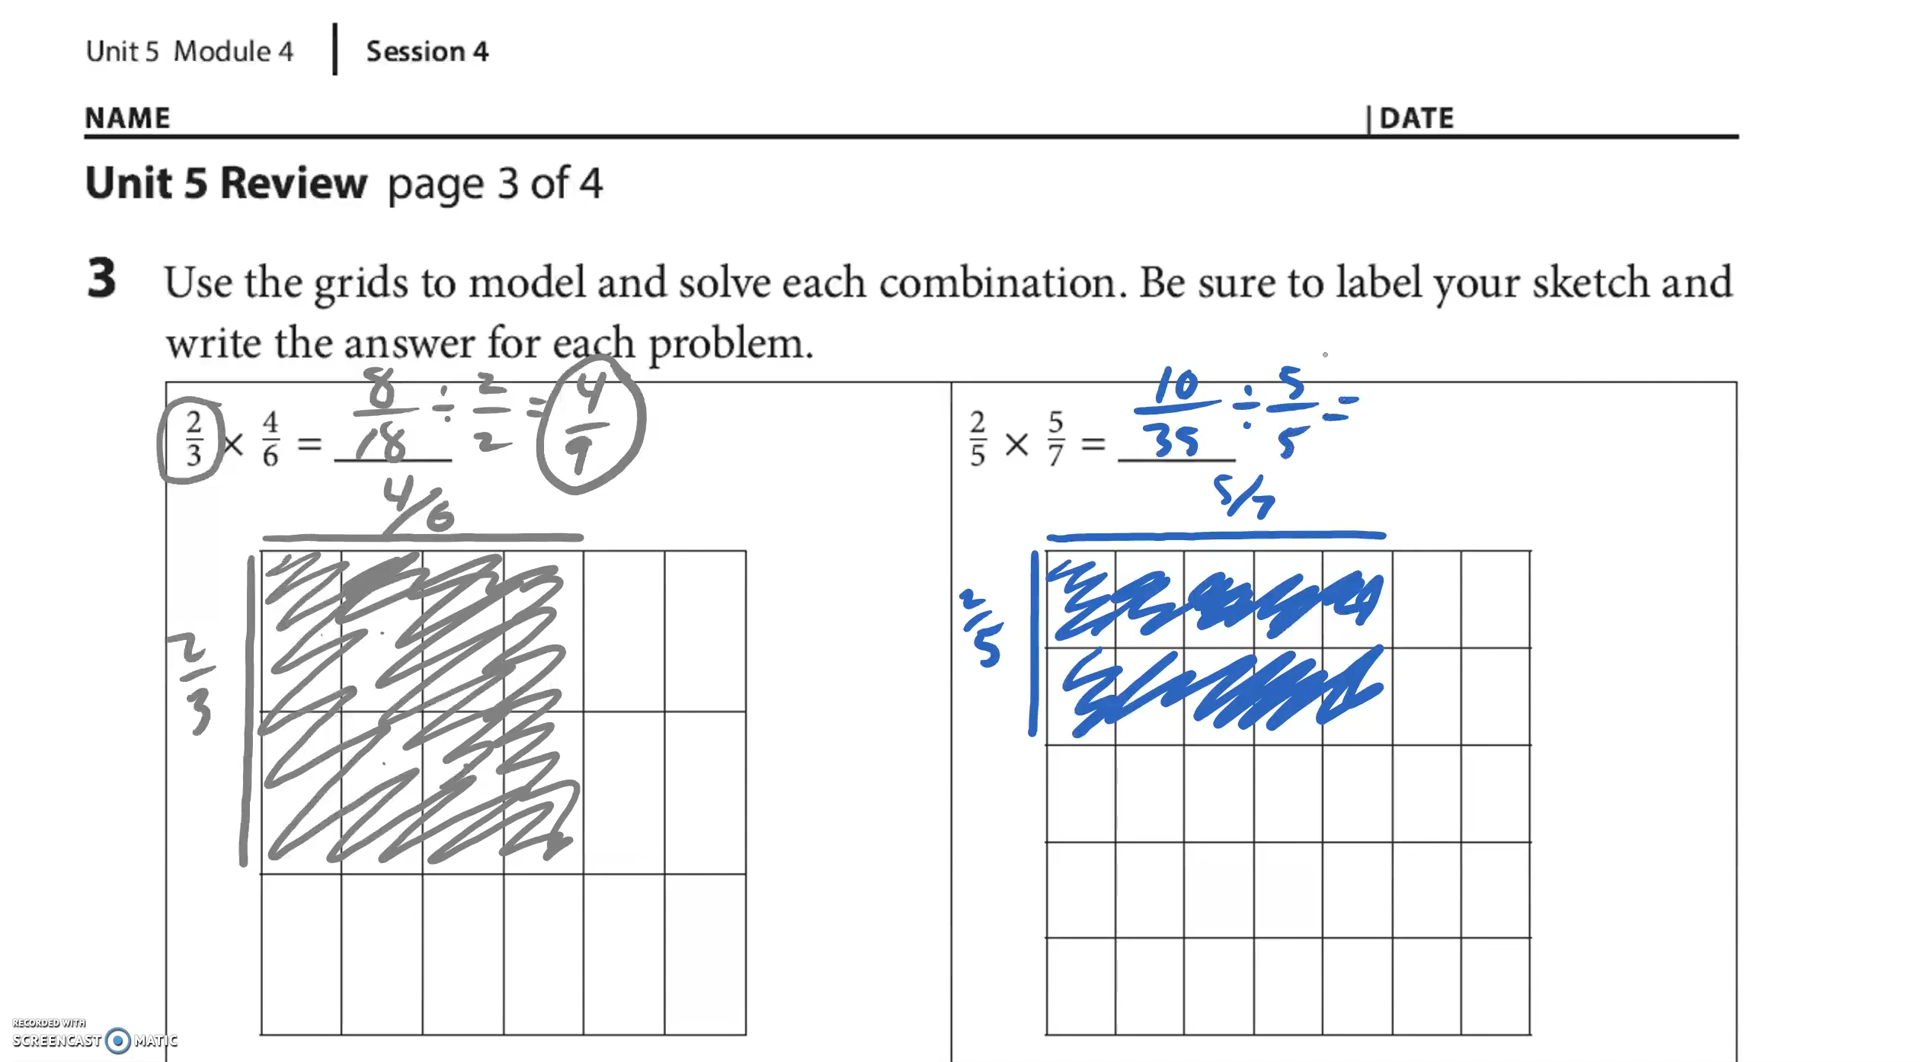 Unit 5 Module 4 | Session 4
NAME | DATE
Unit 5 Review page 3 of 4
3 Use the grids to model and solve each combination. Be sure to label your sketch and
write the answer for each problem.
2/3 × 4/6 = 8/18 ÷ 2/2 = 4/9
4/6
2/3
2/5 × 5/7 = 10/35 ÷ 5/5 =
5/7
2/5
RECORDED WITH
SCREENCAST MATIC